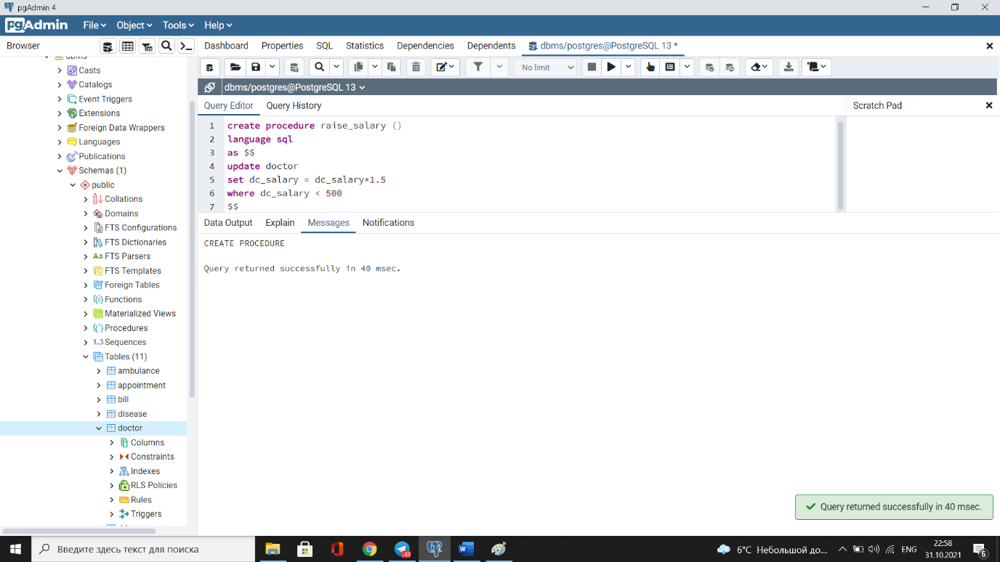 pgAdmin 4
pgAdmin File Object Tools Help
Browser
Dashboard Properties SQL Statistics Dependencies Dependents dbms/postgres@PostgreSQL 13 *
No limit
dbms/postgres@PostgreSQL 13
Query Editor Query History
Scratch Pad
1 create procedure raise_salary ()
2 language sql
3 as $$
4 update doctor
5 set dc_salary = dc_salary*1.5
6 where dc_salary < 500
7 $$
Data Output Explain Messages Notifications
CREATE PROCEDURE
Query returned successfully in 40 msec.
dbms
Casts
Catalogs
Event Triggers
Extensions
Foreign Data Wrappers
Languages
Publications
Schemas (1)
public
Collations
Domains
FTS Configurations
FTS Dictionaries
Aa FTS Parsers
FTS Templates
Foreign Tables
Functions
Materialized Views
Procedures
1..3 Sequences
Tables (11)
ambulance
appointment
bill
disease
doctor
Columns
Constraints
Indexes
RLS Policies
Rules
Triggers
Query returned successfully in 40 msec.
Введите здесь текст для поиска
43
6°C Небольшой до...
ENG
22:58
31.10.2021
6